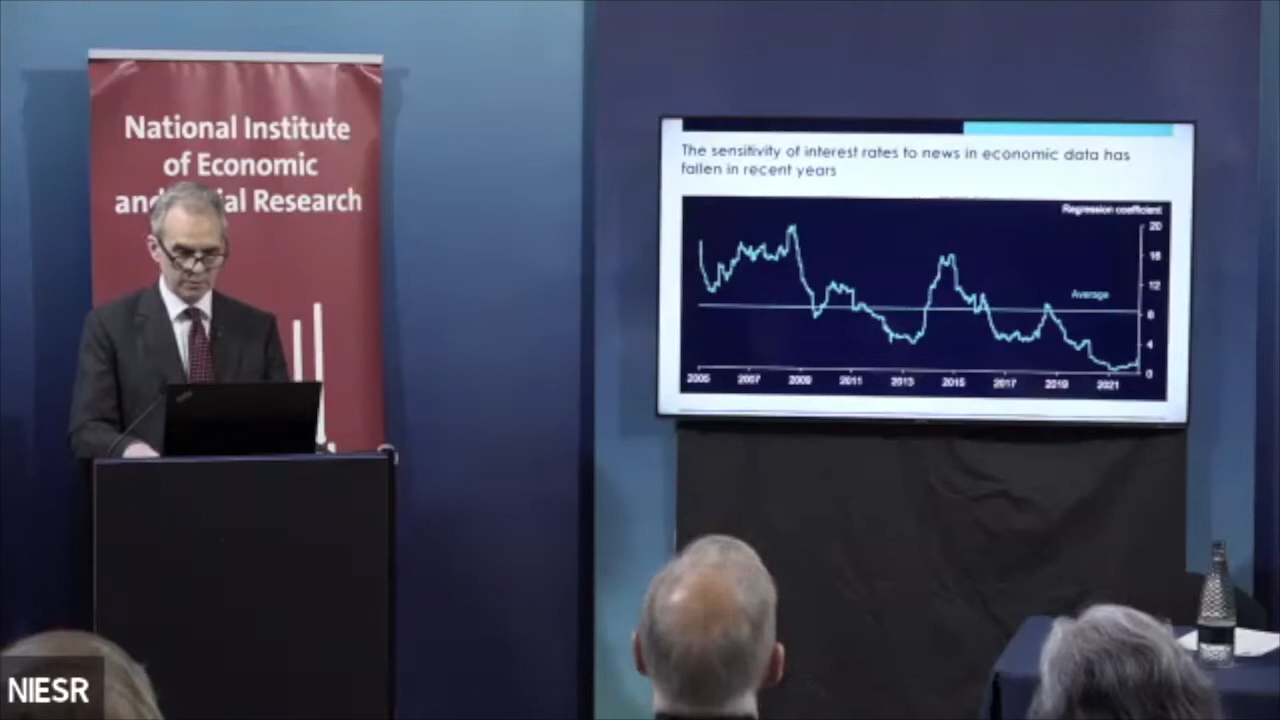 National Institute
of Economic
and Social Research
The sensitivity of interest rates to news in economic data has
fallen in recent years
Regression coefficient
20
16
12
Average
8
4
0
2005 2007 2009 2011 2013 2015 2017 2019 2021
NIESR